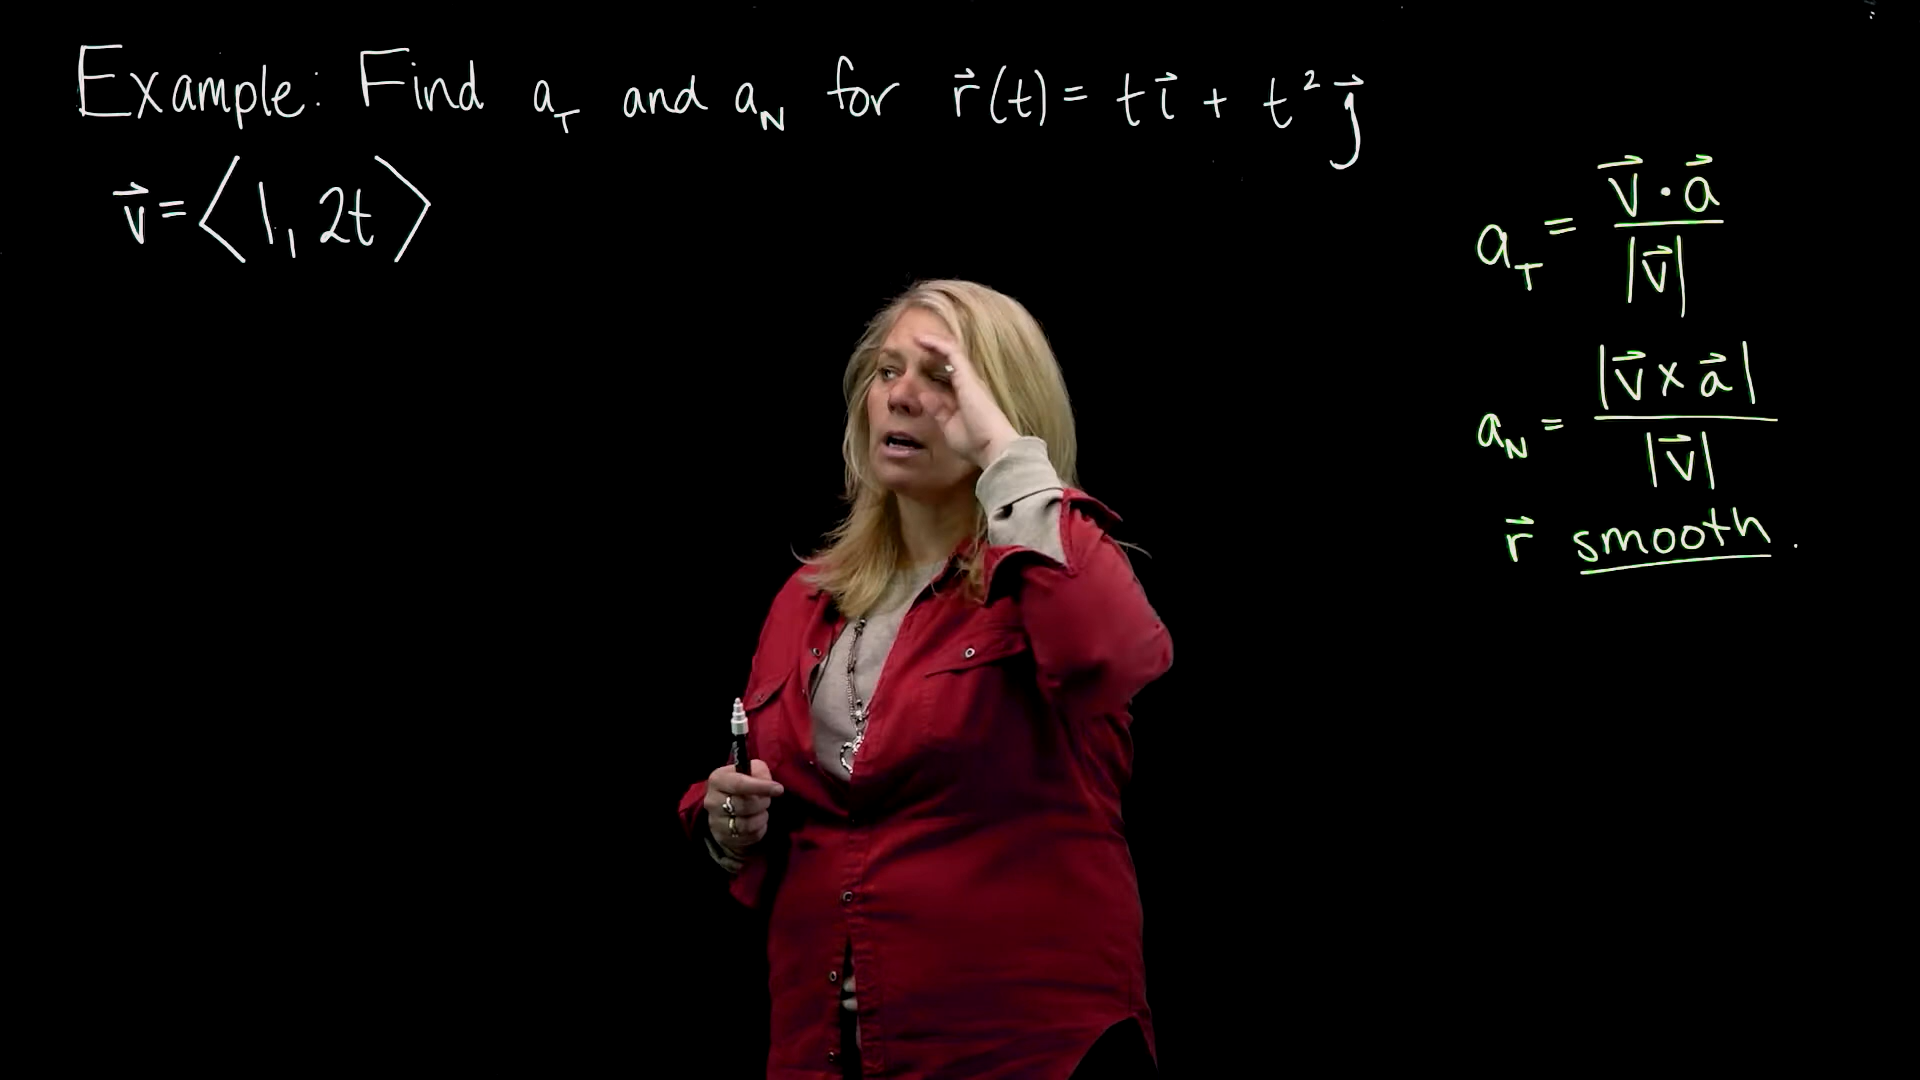 Example: Find a_T and a_N for r⃗(t) = t i⃗ + t² j⃗
v⃗ = ⟨1, 2t⟩
a_T = v⃗ · a⃗ / |v⃗|
a_N = |v⃗ × a⃗| / |v⃗|
r⃗ smooth.